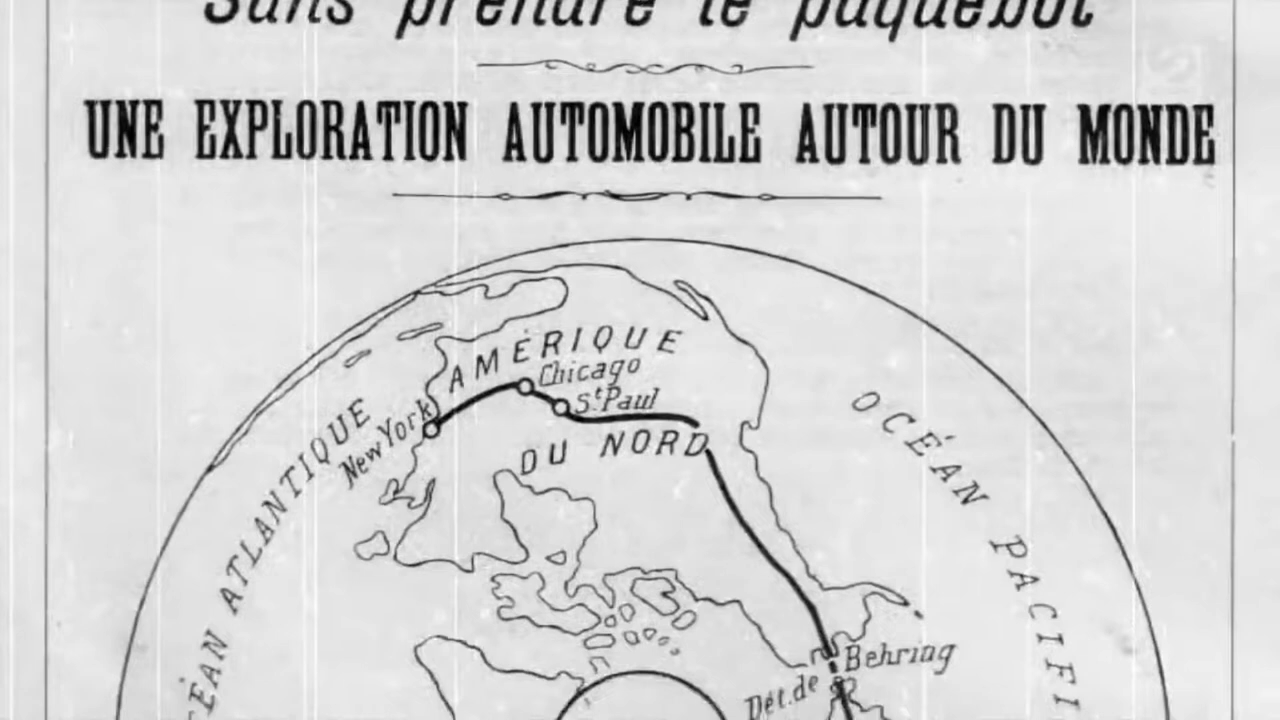 Sans prendre le paquebot
UNE EXPLORATION AUTOMOBILE AUTOUR DU MONDE
AMÉRIQUE
Chicago
St Paul
New York
DU NORD
OCÉAN PACIFI
ÉAN ATLANTIQUE
Behring
Dét. de